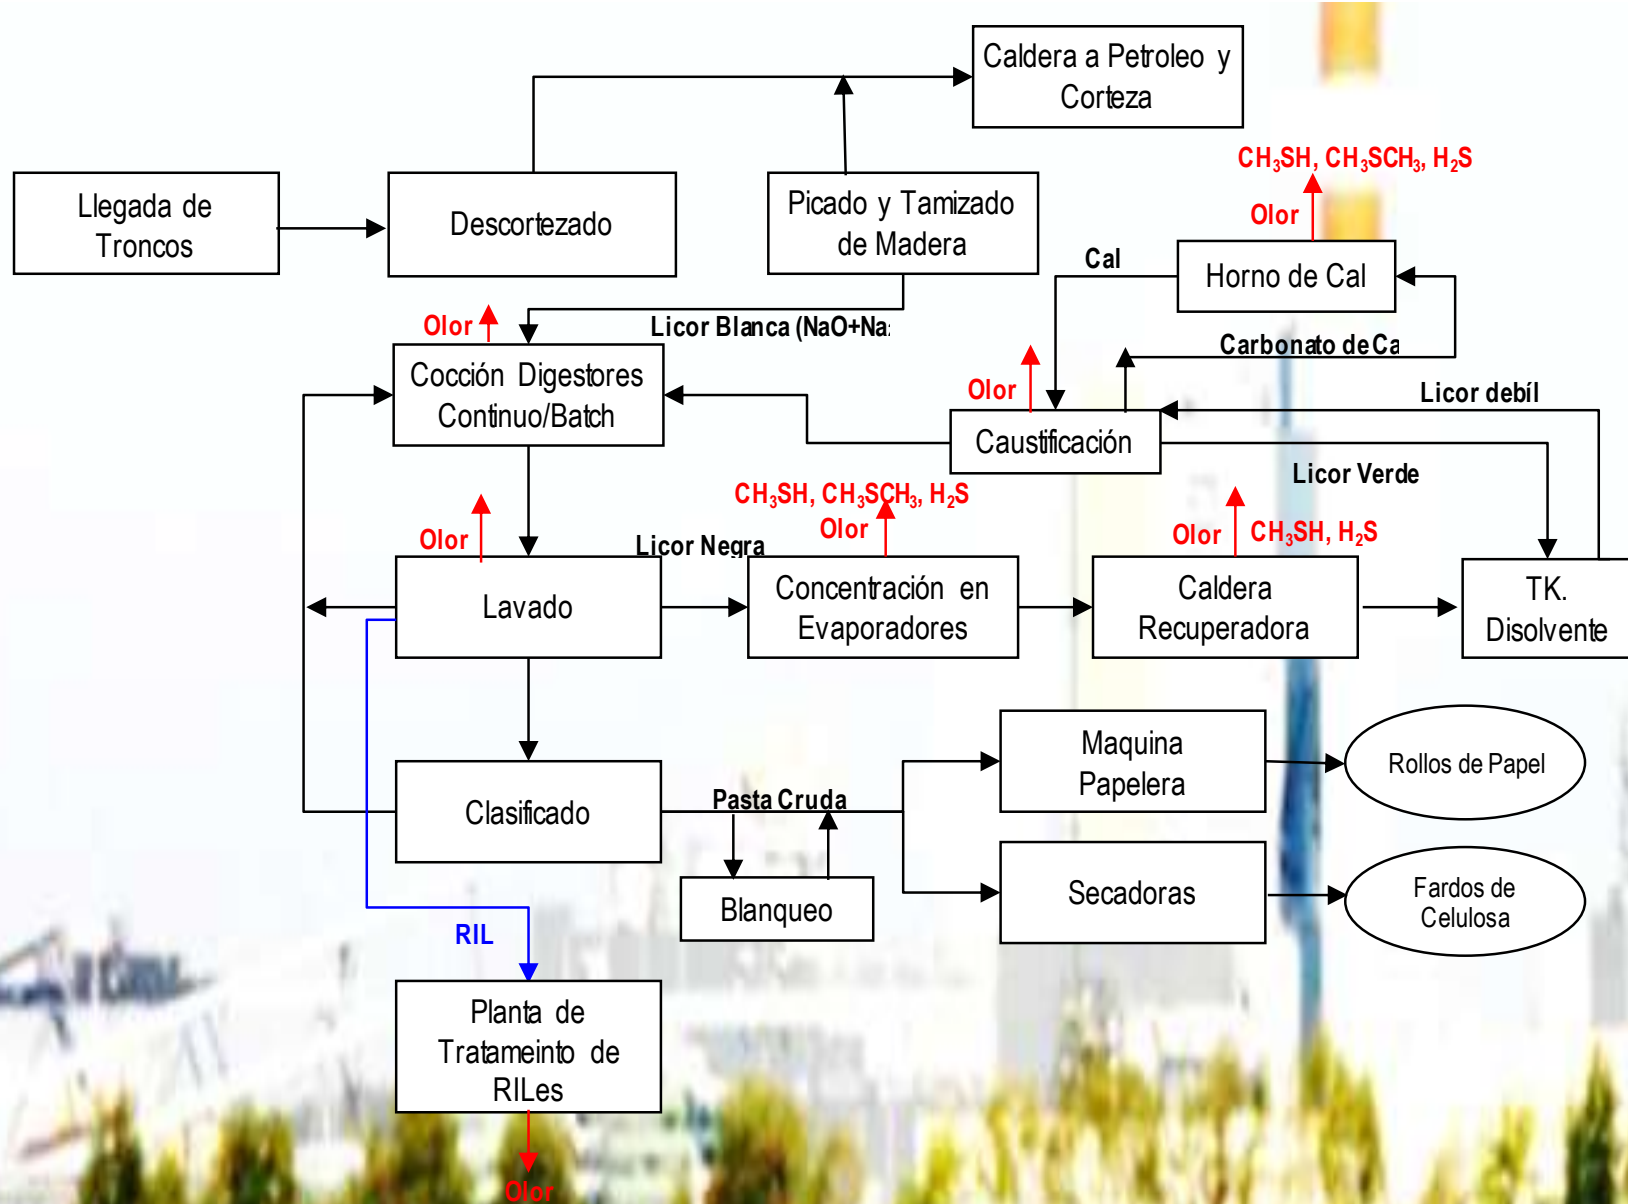 Caldera a Petroleo y
Corteza
CH₃SH, CH₃SCH₃, H₂S
Olor
Llegada de
Troncos
Descortezado
Picado y Tamizado
de Madera
Cal
Horno de Cal
Olor
Licor Blanca (NaO+Na
Carbonato de Ca
Cocción Digestores
Continuo/Batch
Olor
Licor debíl
Caustificación
Licor Verde
CH₃SH, CH₃SCH₃, H₂S
Olor
Olor
Licor Negra
Olor CH₃SH, H₂S
Lavado
Concentración en
Evaporadores
Caldera
Recuperadora
TK.
Disolvente
Maquina
Papelera
Rollos de Papel
Clasificado
Pasta Cruda
Blanqueo
Secadoras
Fardos de
Celulosa
RIL
Planta de
Tratameinto de
RILes
Olor